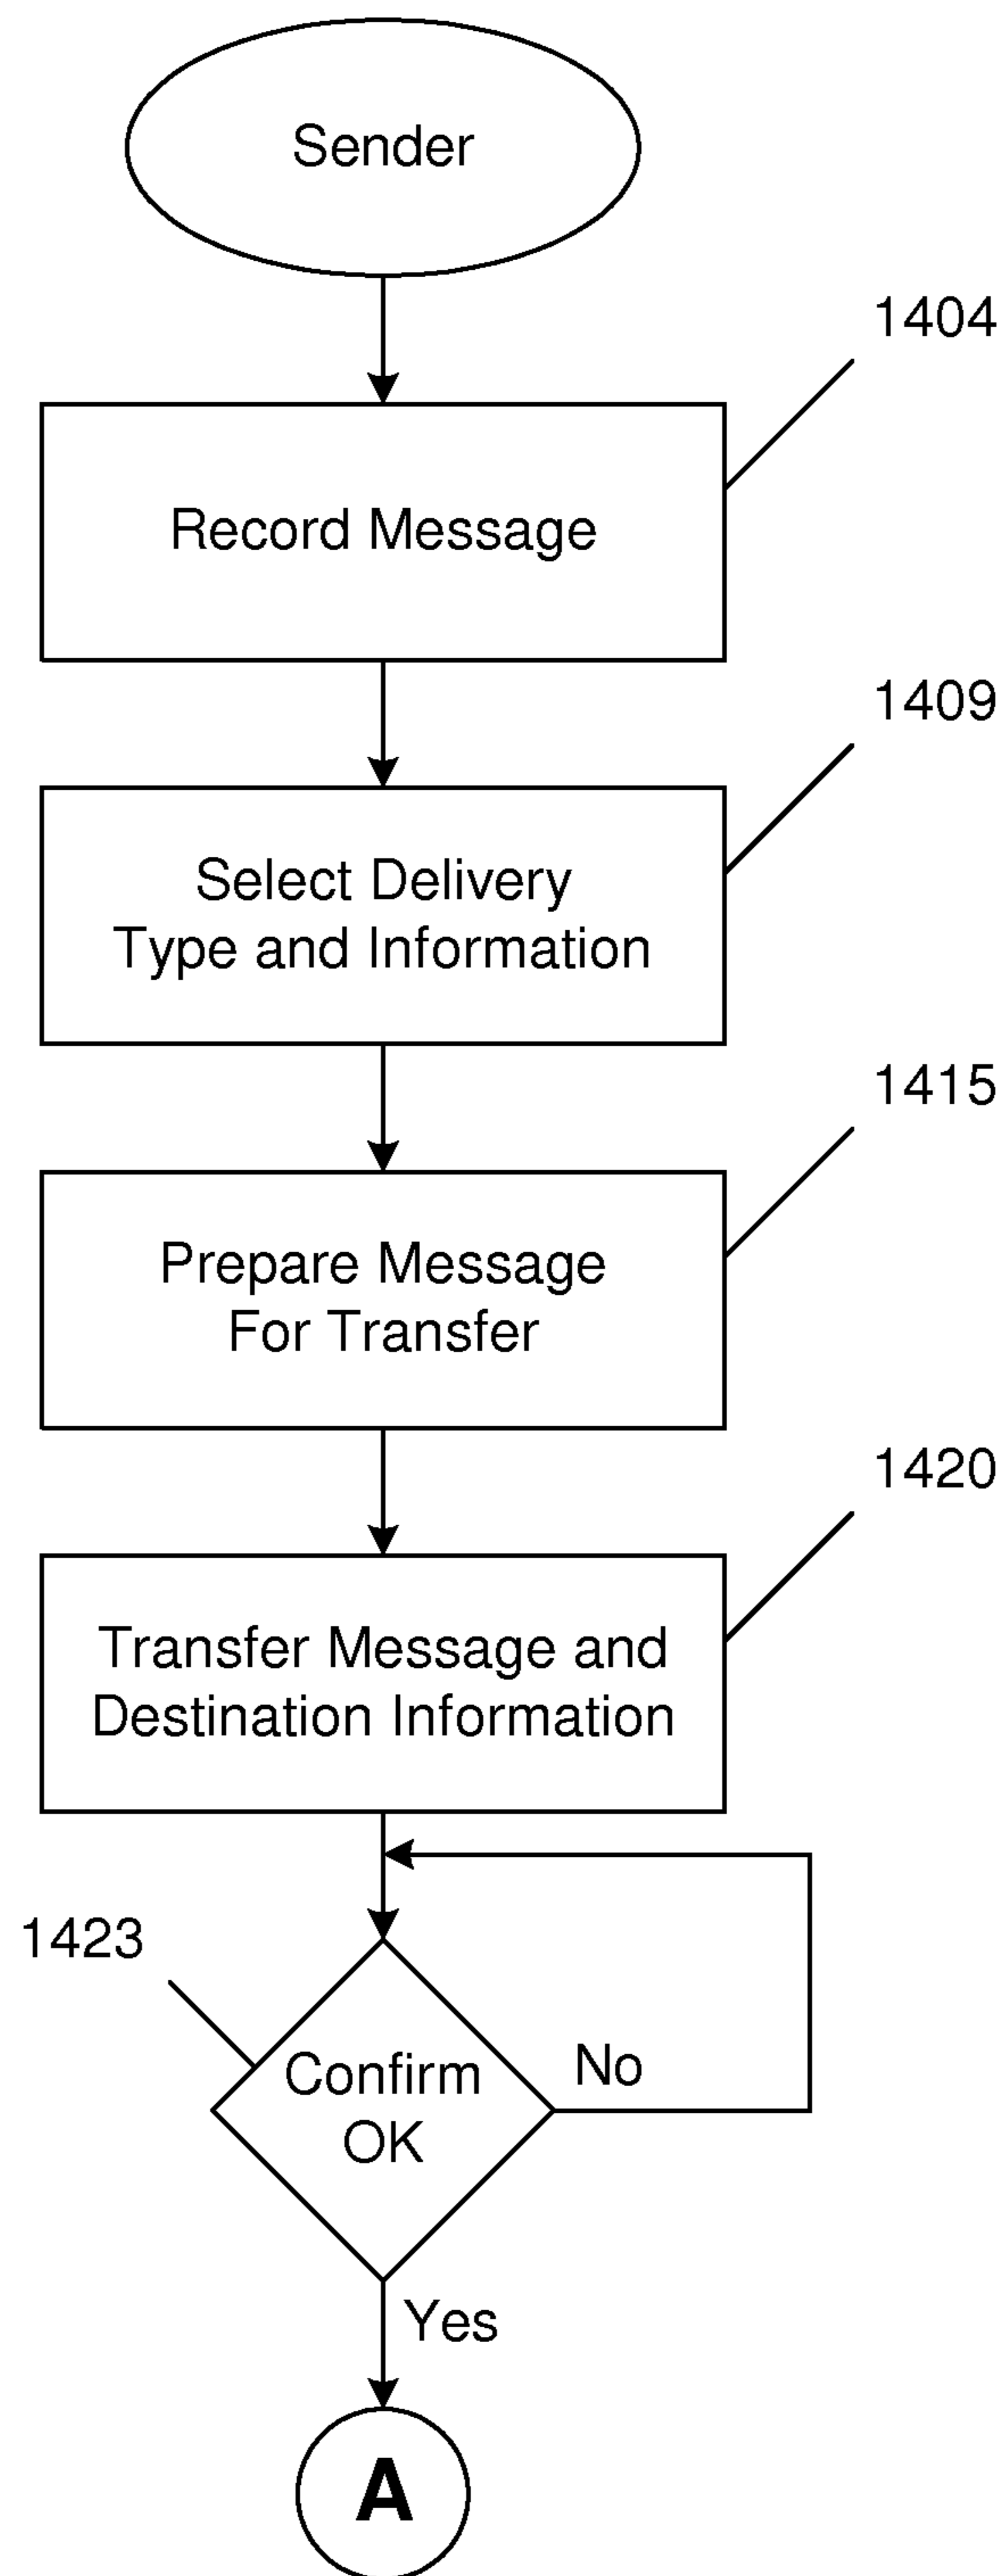 Sender
1404
Record Message
1409
Select Delivery
Type and Information
1415
Prepare Message
For Transfer
1420
Transfer Message and
Destination Information
1423
Confirm
OK
No
Yes
A